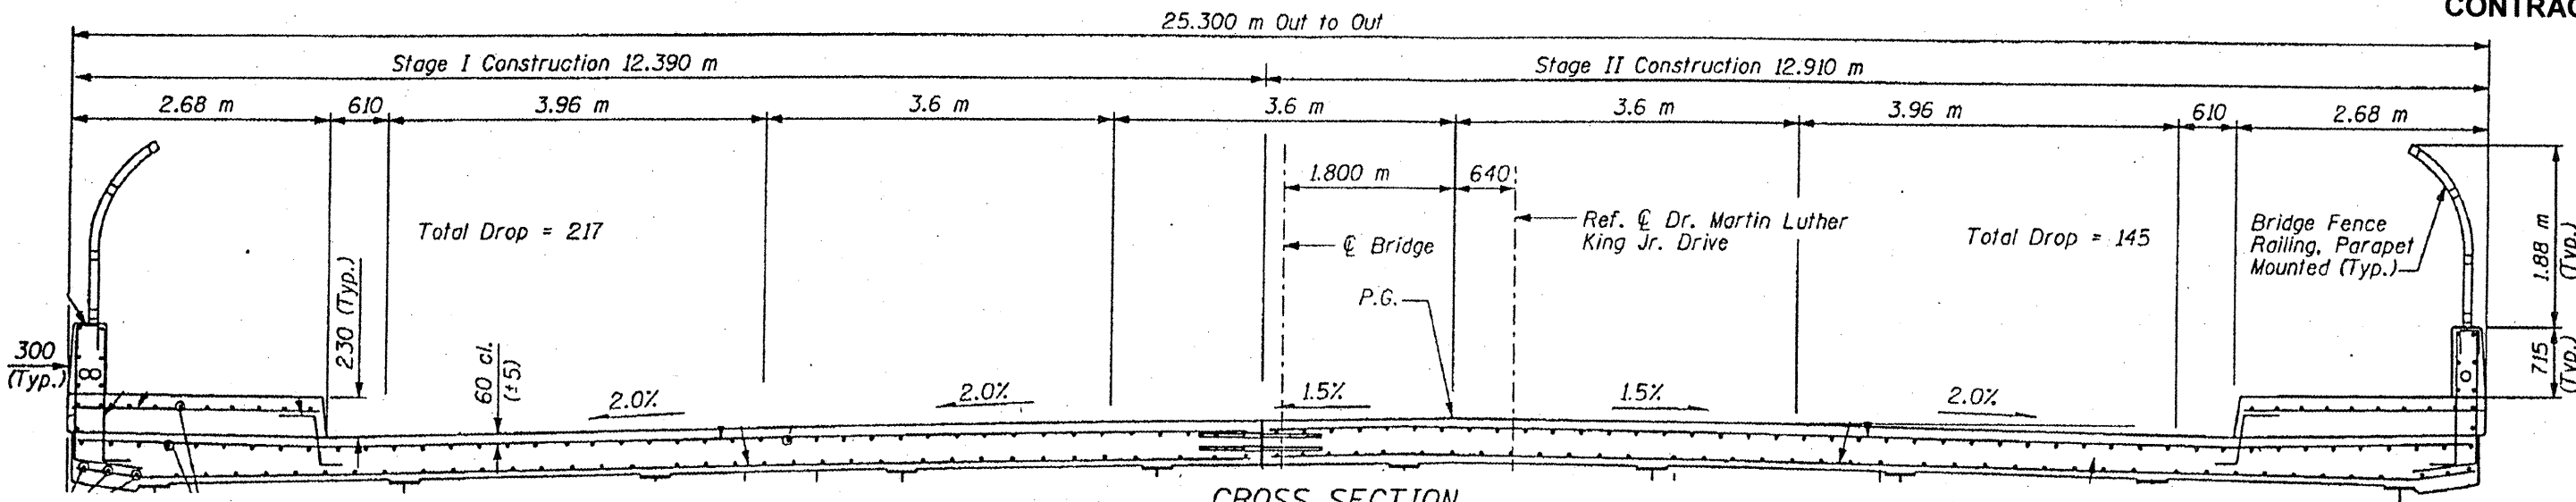 CONTRAC
25.300 m Out to Out
Stage I Construction 12.390 m
Stage II Construction 12.910 m
2.68 m
610
3.96 m
3.6 m
3.6 m
3.6 m
3.96 m
610
2.68 m
1.800 m
640
Total Drop = 217
℄ Bridge
Ref. ℄ Dr. Martin Luther
King Jr. Drive
Total Drop = 145
Bridge Fence
Railing, Parapet
Mounted (Typ.)
1.88 m
(Typ.)
P.G.
230 (Typ.)
300
(Typ.)
60 cl.
(±5)
715
(Typ.)
2.0%
2.0%
1.5%
1.5%
2.0%
CROSS SECTION